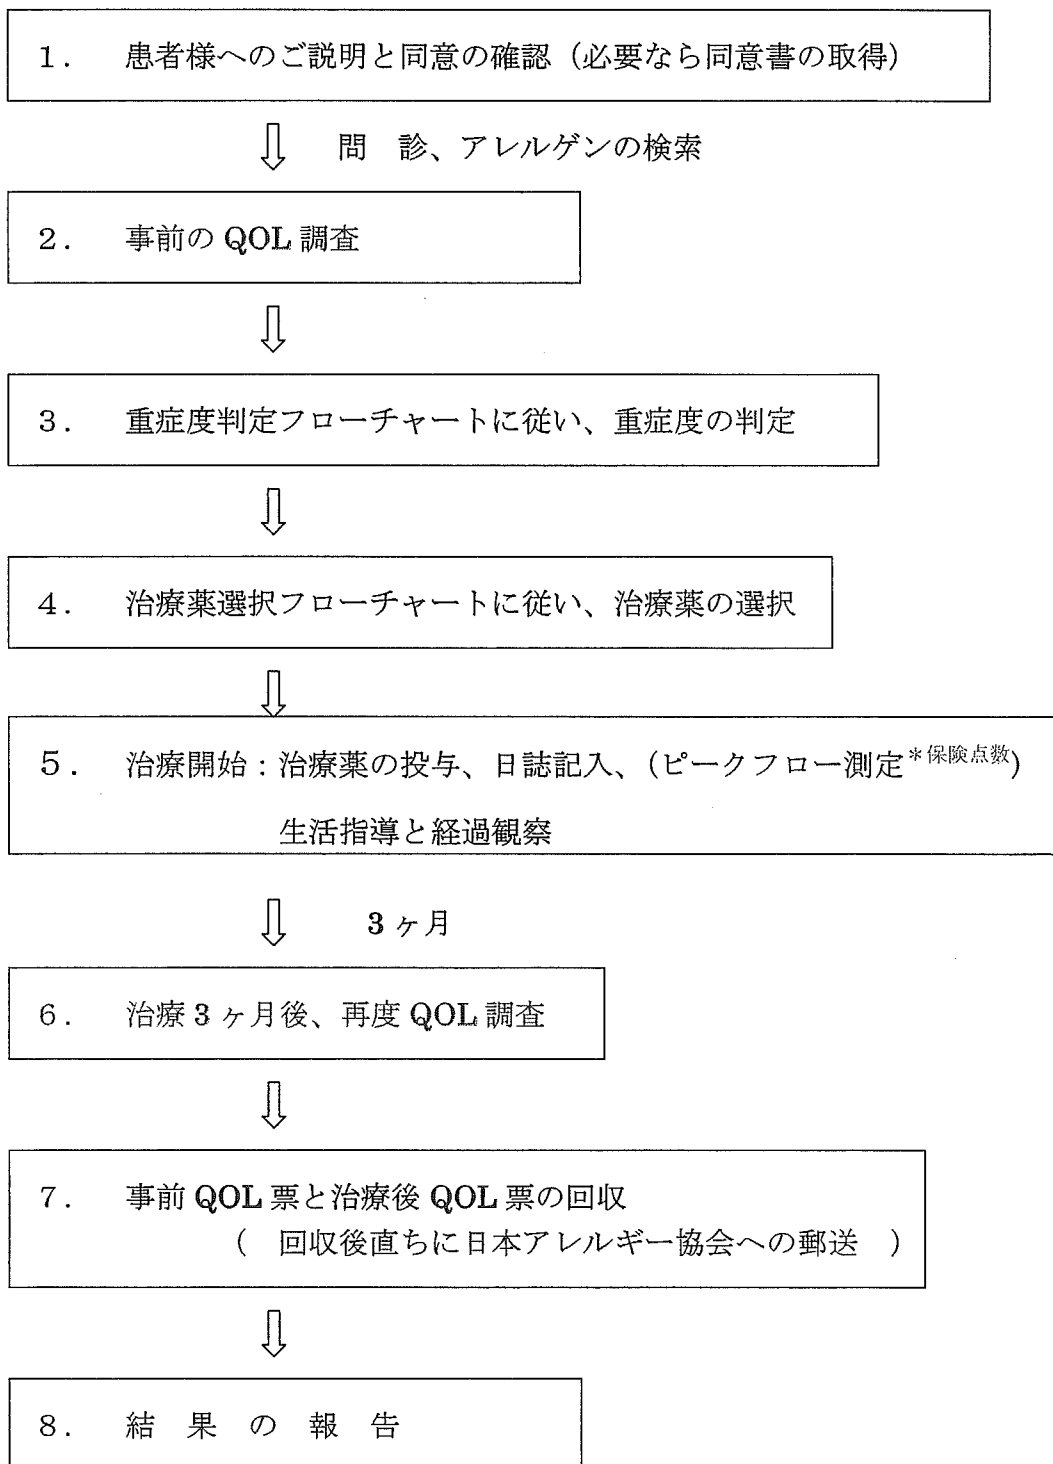 1. 患者様へのご説明と同意の確認（必要なら同意書の取得）
⇩ 問 診、アレルゲンの検索
2. 事前の QOL 調査
⇩
3. 重症度判定フローチャートに従い、重症度の判定
⇩
4. 治療薬選択フローチャートに従い、治療薬の選択
⇩
5. 治療開始：治療薬の投与、日誌記入、(ピークフロー測定*保険点数)
生活指導と経過観察
⇩ 3 ヶ月
6. 治療 3 ヶ月後、再度 QOL 調査
⇩
7. 事前 QOL 票と治療後 QOL 票の回収
（ 回収後直ちに日本アレルギー協会への郵送 ）
⇩
8. 結 果 の 報 告